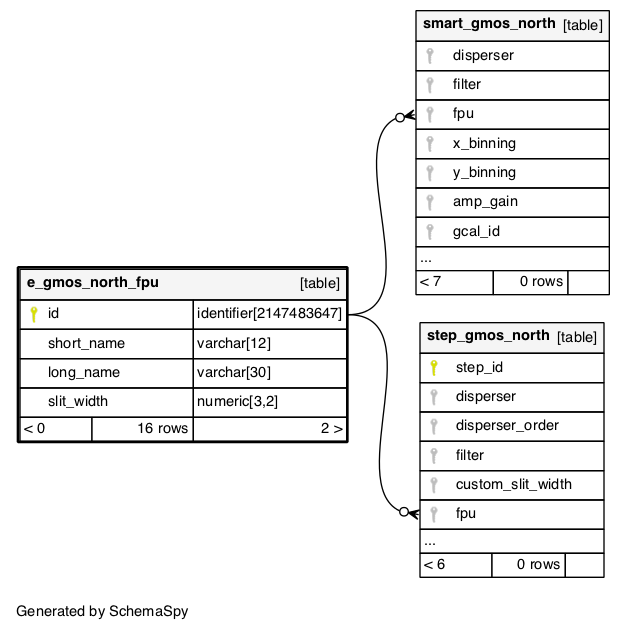 smart_gmos_north [table]
disperser
filter
fpu
x_binning
y_binning
amp_gain
gcal_id
...
< 7 0 rows
e_gmos_north_fpu [table]
id identifier[2147483647]
short_name varchar[12]
long_name varchar[30]
slit_width numeric[3,2]
< 0 16 rows 2 >
step_gmos_north [table]
step_id
disperser
disperser_order
filter
custom_slit_width
fpu
...
< 6 0 rows
Generated by SchemaSpy